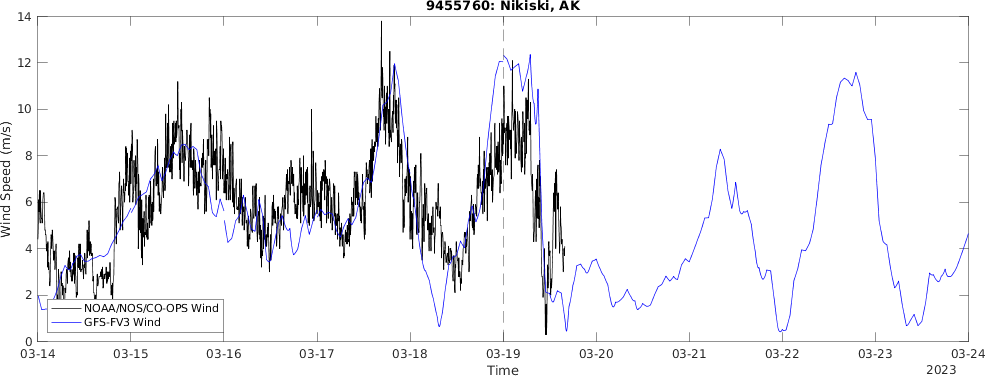 9455760: Nikiski, AK
Wind Speed (m/s)
14
12
10
8
6
4
2
0
NOAA/NOS/CO-OPS Wind
GFS-FV3 Wind
03-14 03-15 03-16 03-17 03-18 03-19 03-20 03-21 03-22 03-23 03-24
Time
2023